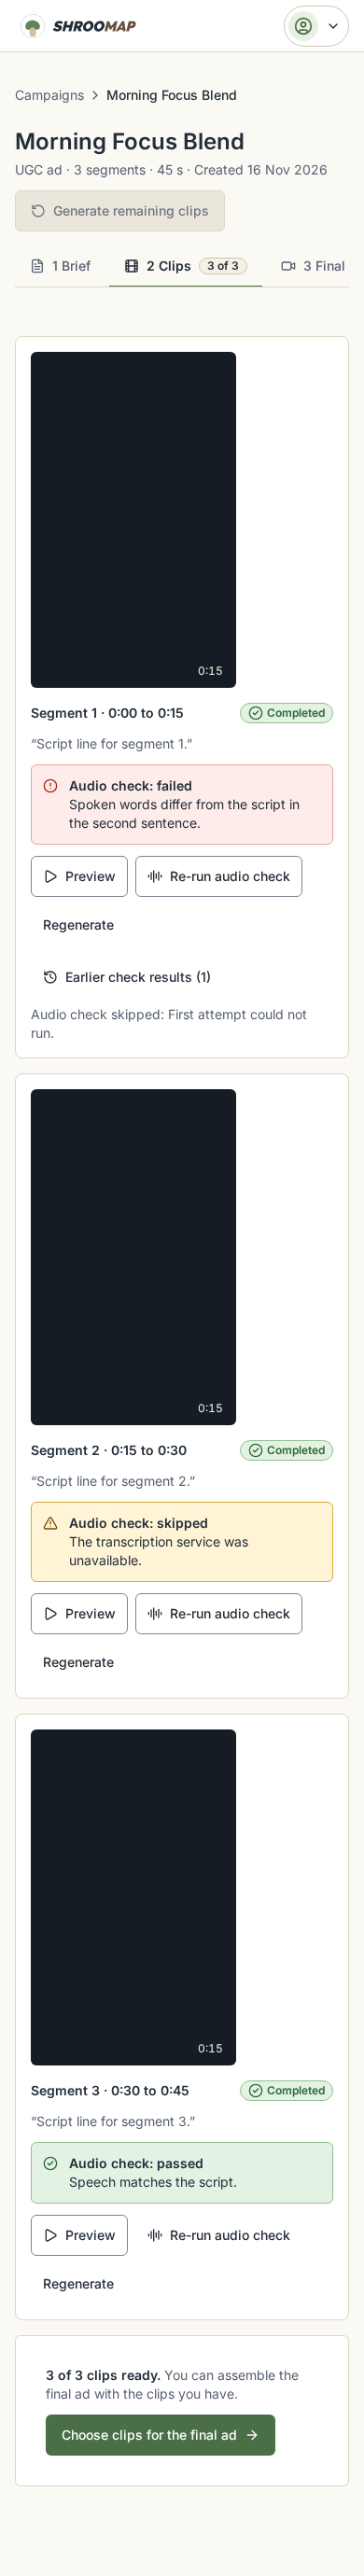 SHROOMAP
Campaigns > Morning Focus Blend
Morning Focus Blend
UGC ad · 3 segments · 45 s · Created 16 Nov 2026
Generate remaining clips
1 Brief 2 Clips 3 of 3 3 Final
0:15
Segment 1 · 0:00 to 0:15 Completed
“Script line for segment 1.”
Audio check: failed
Spoken words differ from the script in
the second sentence.
Preview Re-run audio check
Regenerate
Earlier check results (1)
Audio check skipped: First attempt could not
run.
0:15
Segment 2 · 0:15 to 0:30 Completed
“Script line for segment 2.”
Audio check: skipped
The transcription service was
unavailable.
Preview Re-run audio check
Regenerate
0:15
Segment 3 · 0:30 to 0:45 Completed
“Script line for segment 3.”
Audio check: passed
Speech matches the script.
Preview Re-run audio check
Regenerate
3 of 3 clips ready. You can assemble the
final ad with the clips you have.
Choose clips for the final ad →